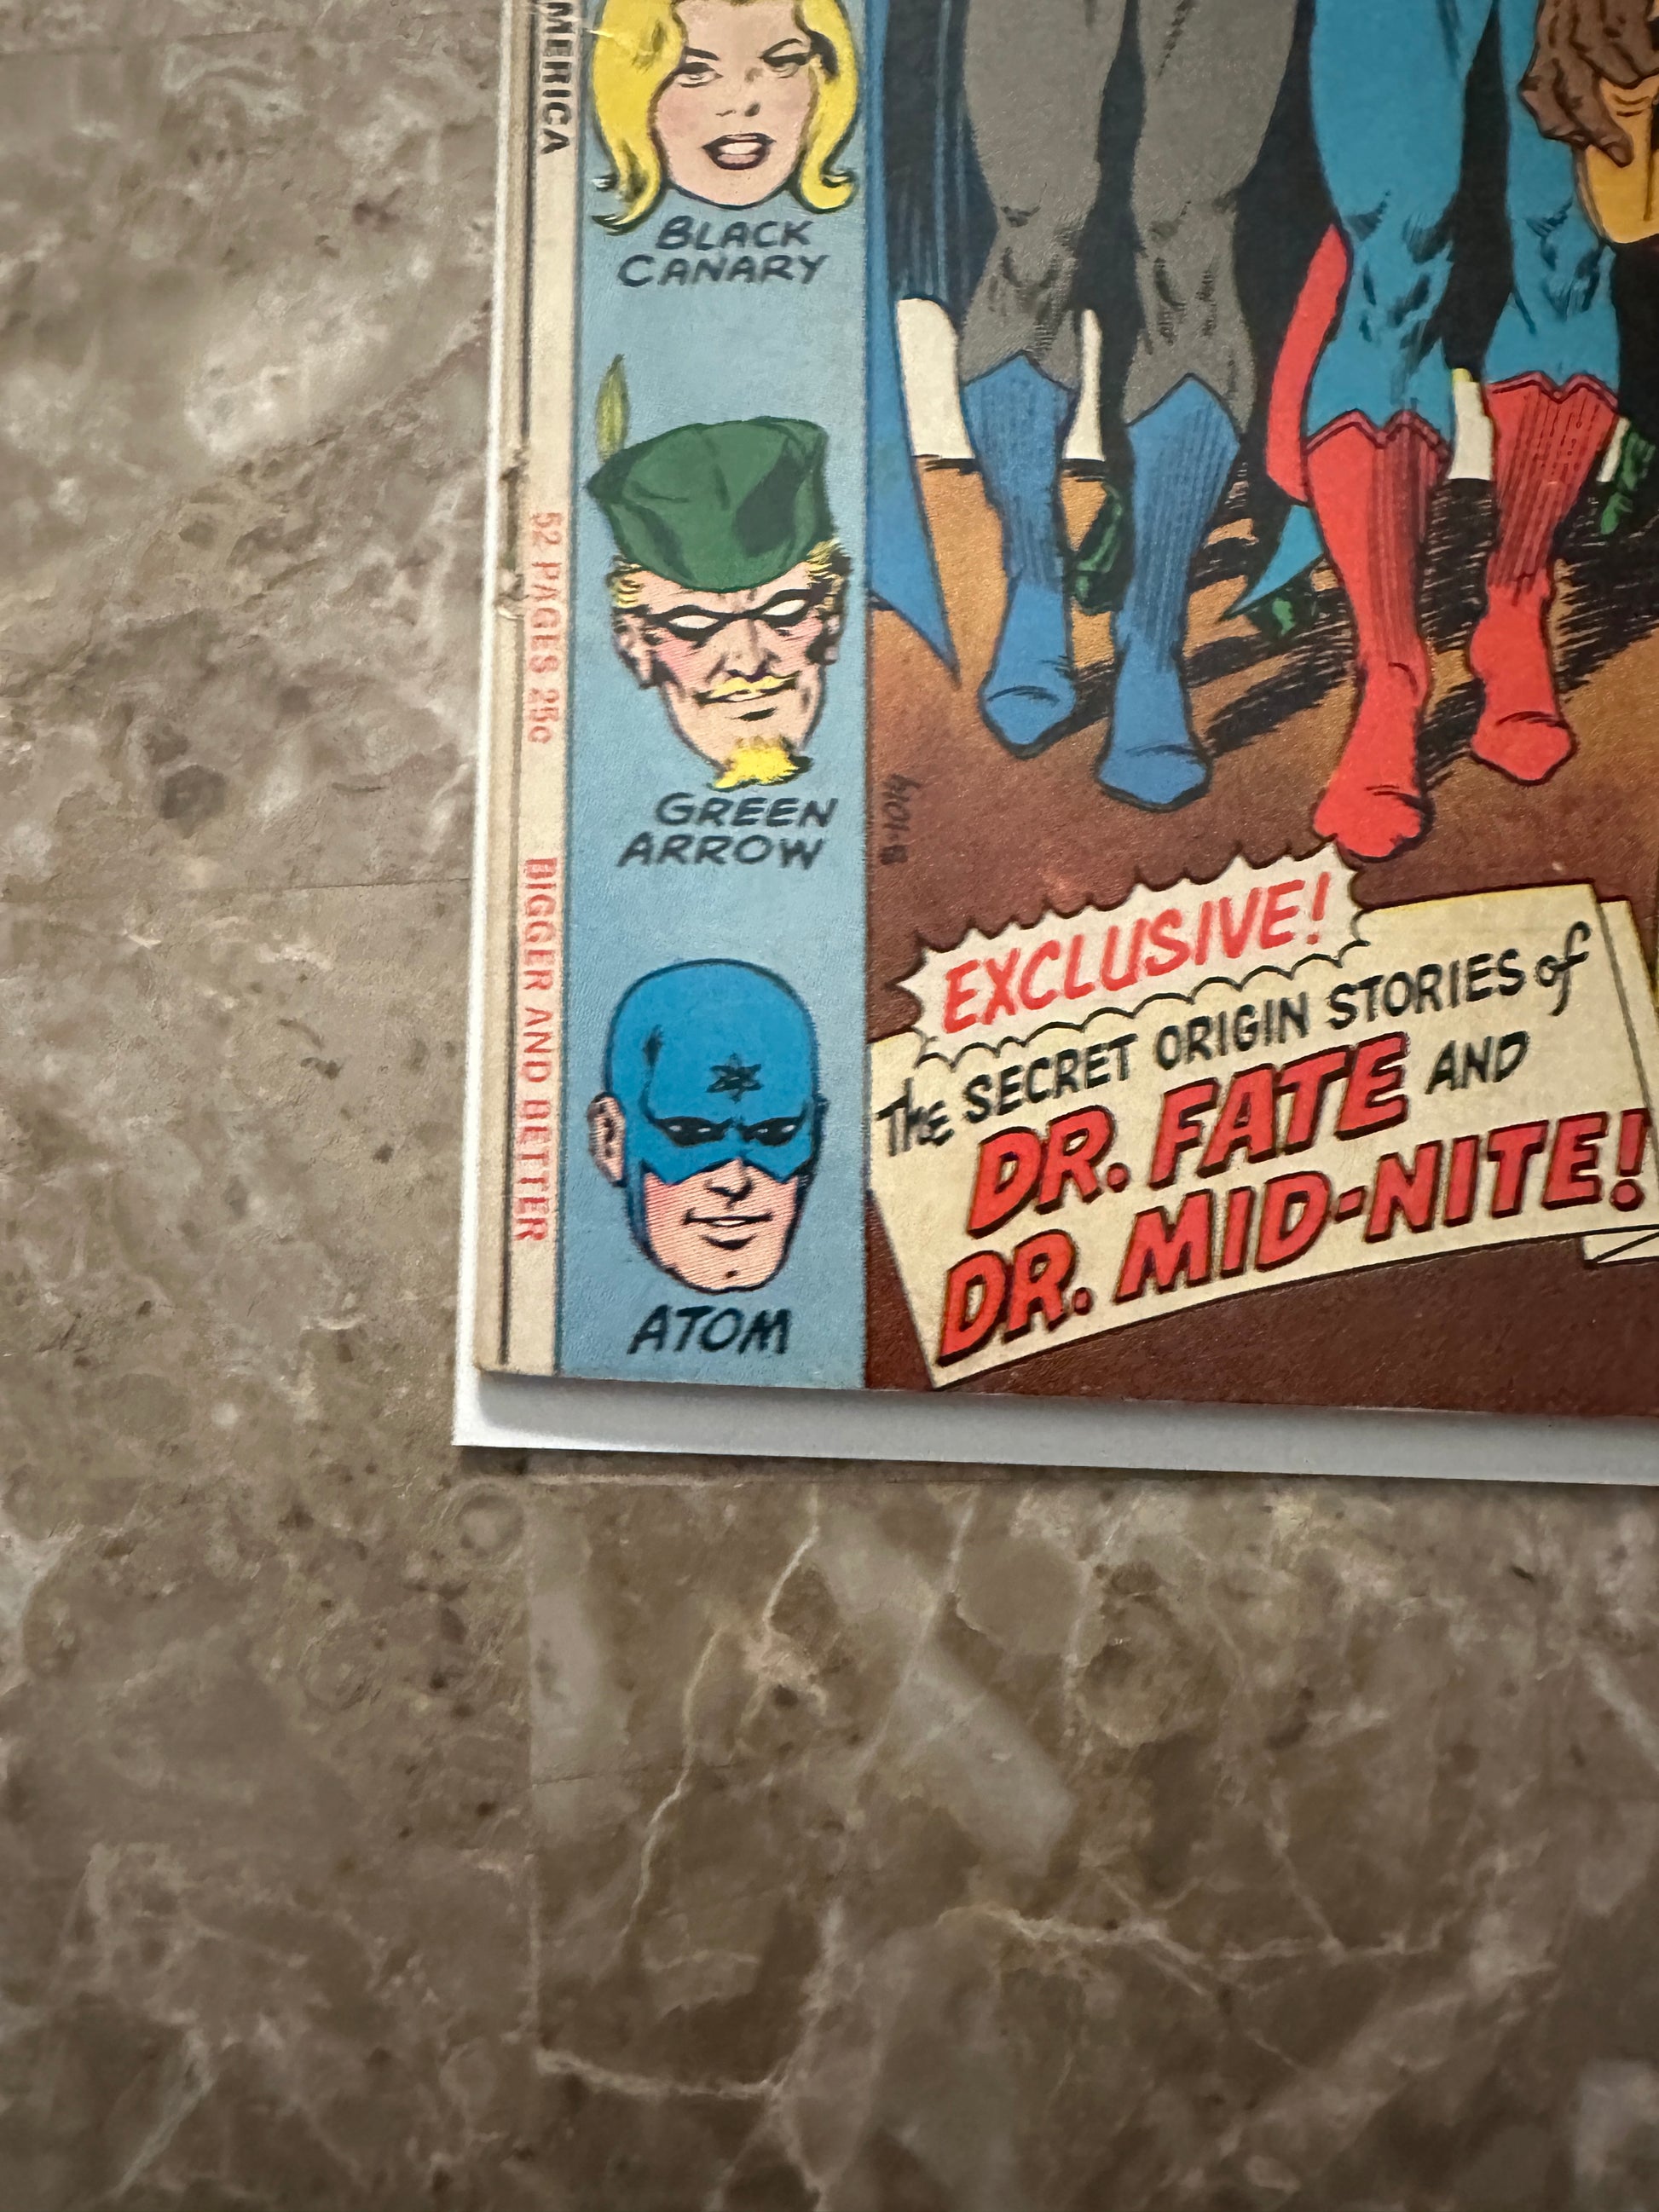 MERICA
52 PAGES 25¢
BIGGER AND BETTER
BLACK
CANARY
GREEN
ARROW
ATOM
EXCLUSIVE!
The SECRET ORIGIN STORIES of
DR. FATE AND
DR. MID-NITE!